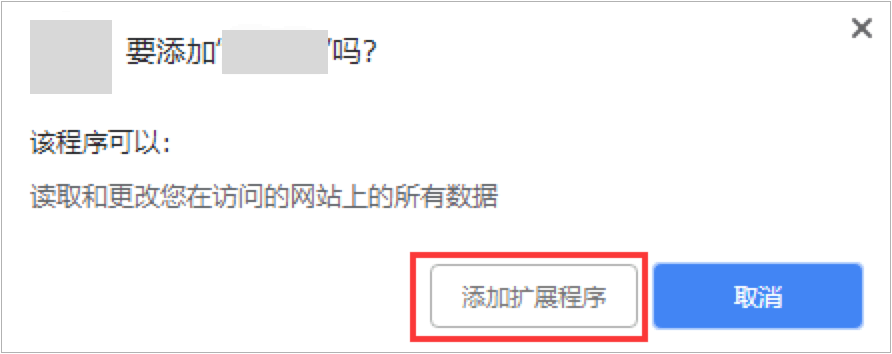 要添加‘ ’吗？
该程序可以：
读取和更改您在访问的网站上的所有数据
添加扩展程序 取消